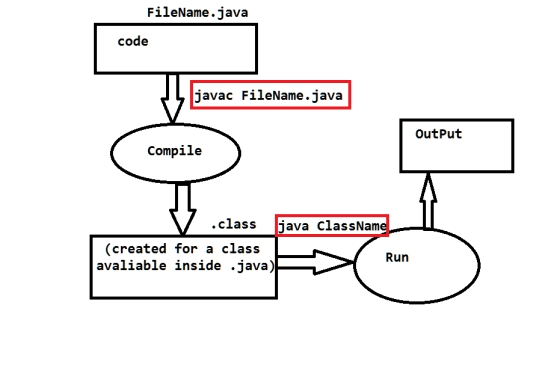 FileName.java
code
javac FileName.java
Compile
OutPut
.class
java ClassName
(created for a class
avaliable inside .java)
Run